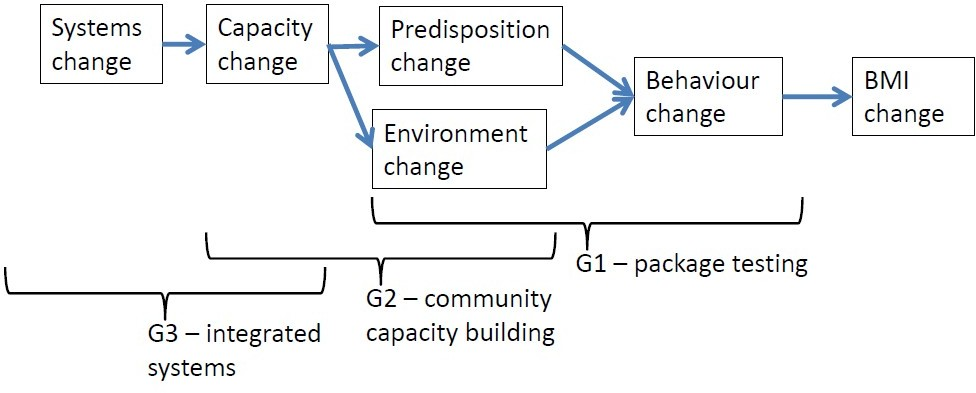 Systems
change
Capacity
change
Predisposition
change
Environment
change
Behaviour
change
BMI
change
G1 – package testing
G2 – community
capacity building
G3 – integrated
systems